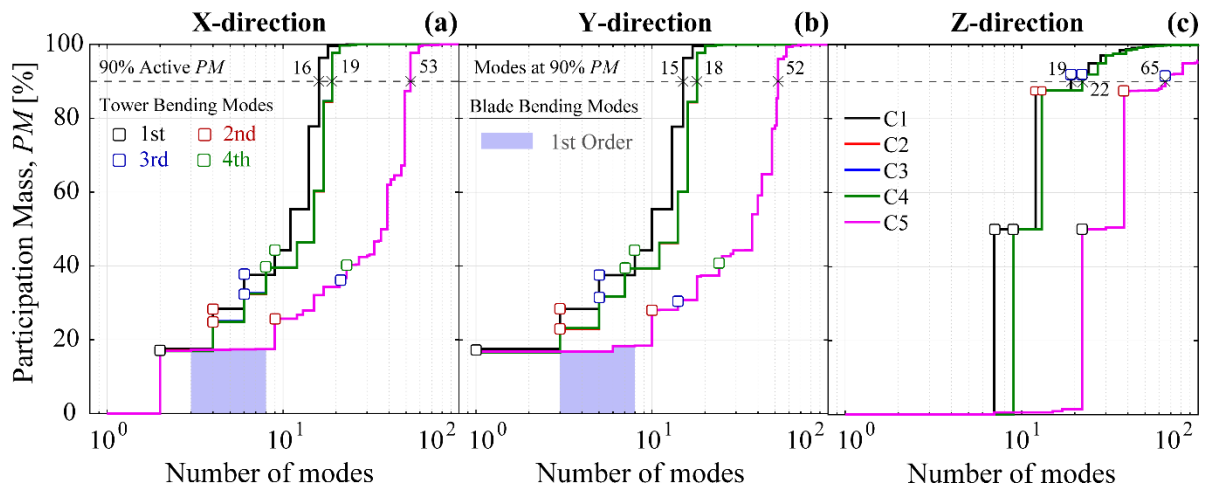 X-direction (a)
Y-direction (b)
Z-direction (c)
Participation Mass, PM [%]
100
80
60
40
20
0
90% Active PM
16 19 53
Tower Bending Modes
1st 2nd
3rd 4th
10^0 10^1 10^2
Number of modes
Modes at 90% PM
15 18 52
Blade Bending Modes
1st Order
10^0 10^1 10^2
Number of modes
19 22 65
C1
C2
C3
C4
C5
10^1 10^2
Number of modes